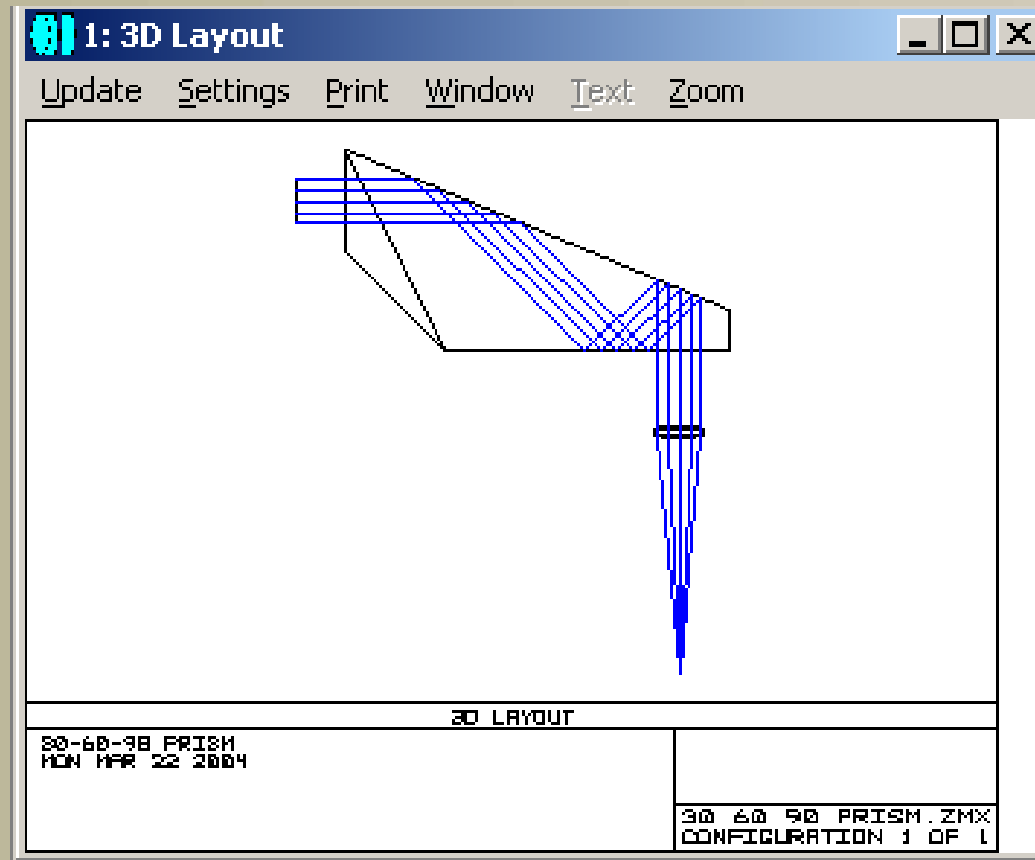 1: 3D Layout
Update Settings Print Window Text Zoom
3D LAYOUT
30-60-90 PRISM
MON MAR 22 2004
30 60 90 PRISM.ZMX
CONFIGURATION 1 OF 1